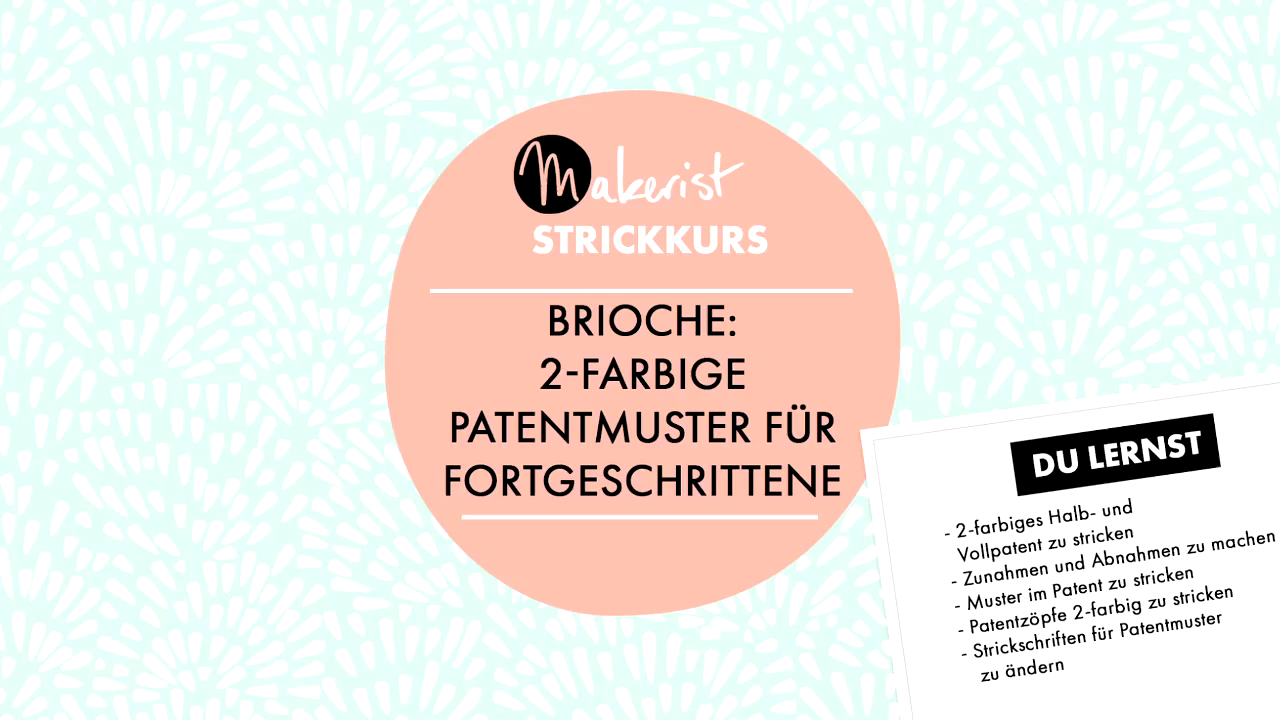 Makerist
STRICKKURS
BRIOCHE:
2-FARBIGE
PATENTMUSTER FÜR
FORTGESCHRITTENE
DU LERNST
- 2-farbiges Halb- und
Vollpatent zu stricken
- Zunahmen und Abnahmen zu machen
- Muster im Patent zu stricken
- Patentzöpfe 2-farbig zu stricken
- Strickschriften für Patentmuster
zu ändern